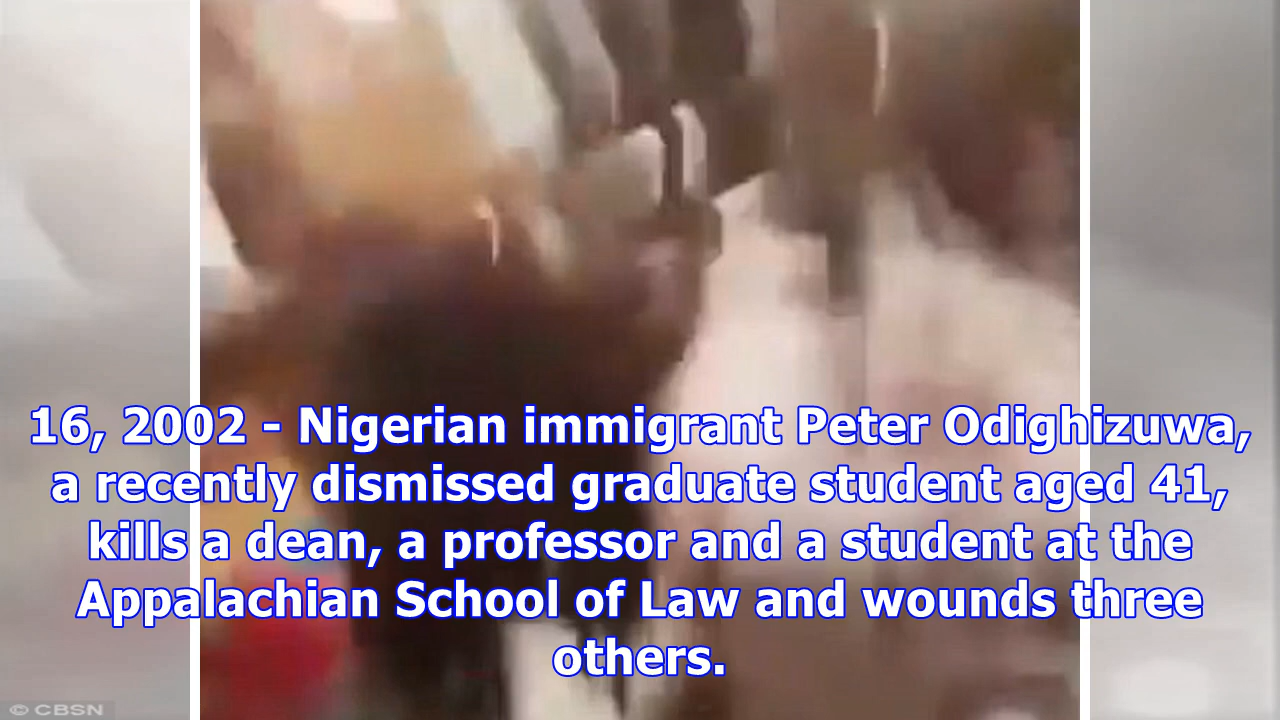 16, 2002 - Nigerian immigrant Peter Odighizuwa,
a recently dismissed graduate student aged 41,
kills a dean, a professor and a student at the
Appalachian School of Law and wounds three
others.
© CBSN